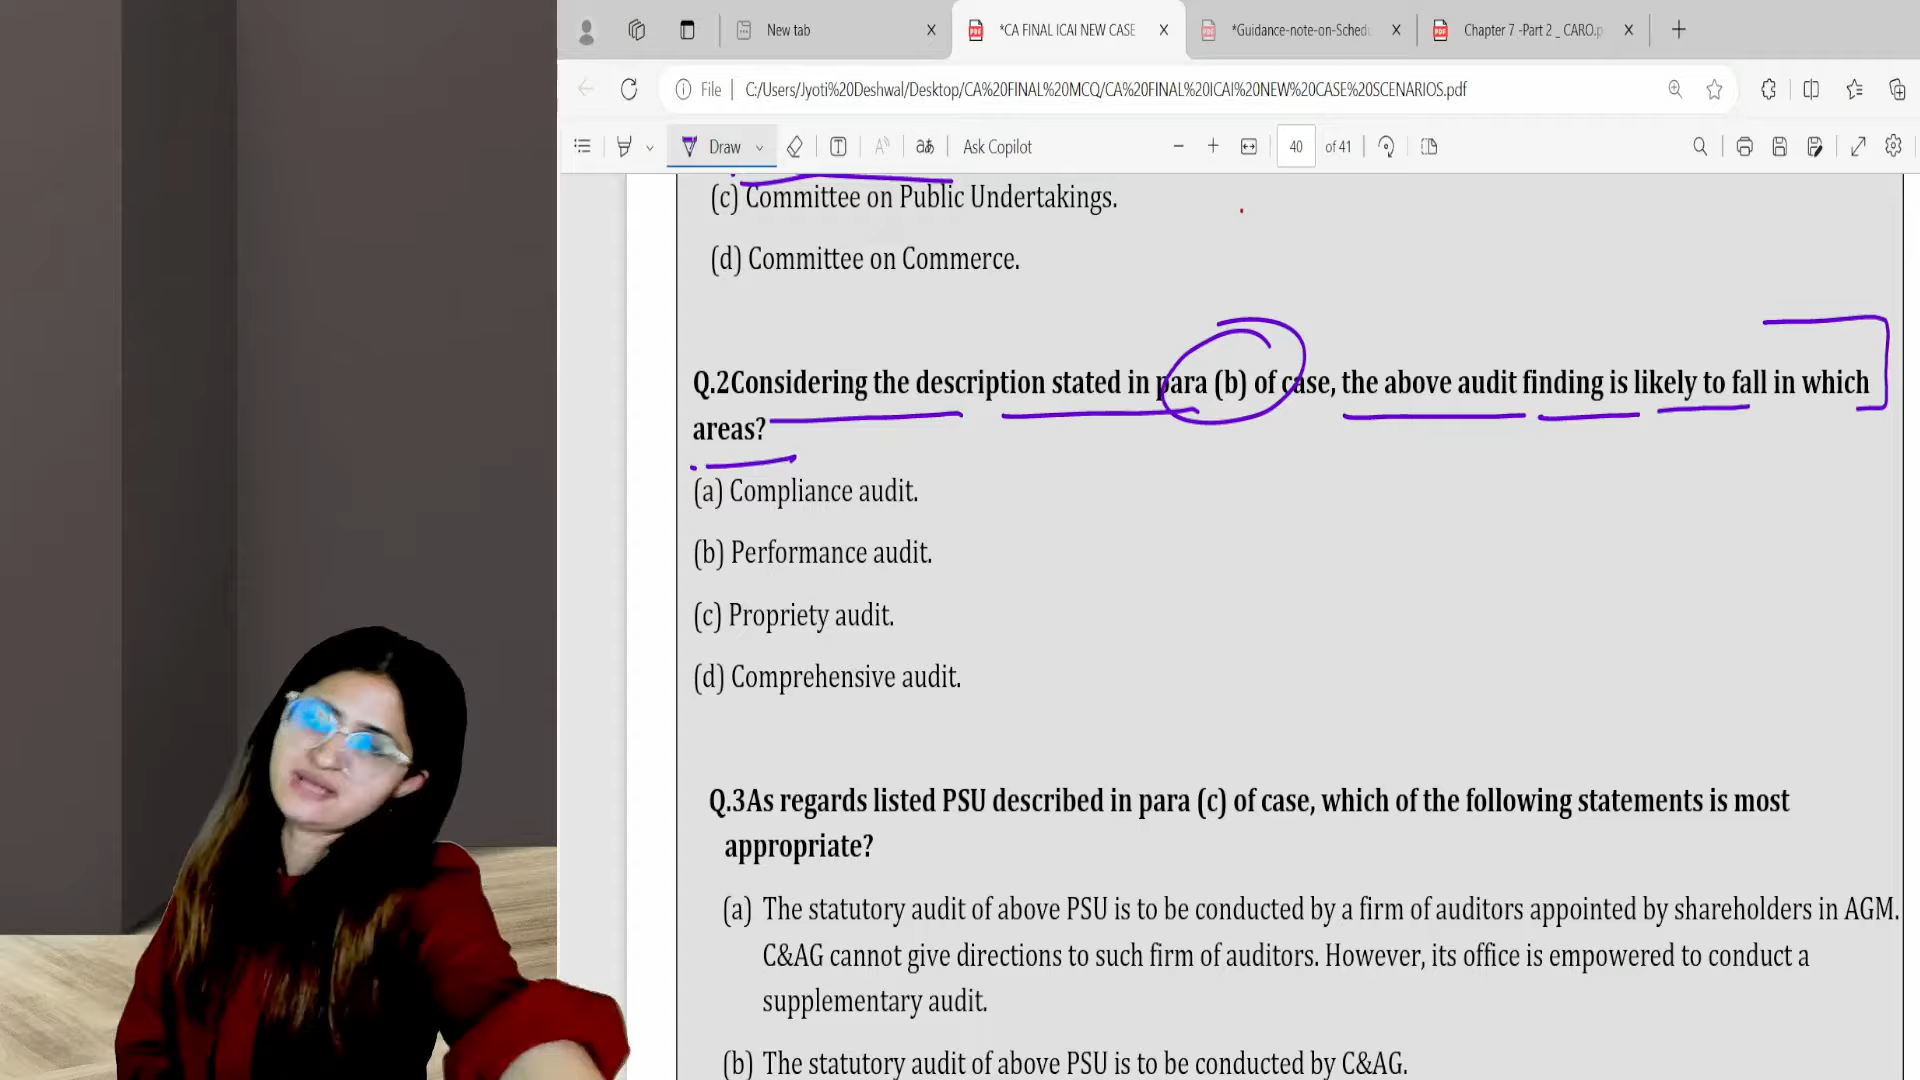 New tab
*CA FINAL ICAI NEW CASE
*Guidance-note-on-Schedu
Chapter 7 -Part 2 _ CARO.p
File
C:/Users/Jyoti%20Deshwal/Desktop/CA%20FINAL%20MCQ/CA%20FINAL%20ICAI%20NEW%20CASE%20SCENARIOS.pdf
Draw
Ask Copilot
40 of 41
(c) Committee on Public Undertakings.
(d) Committee on Commerce.
Q.2Considering the description stated in para (b) of case, the above audit finding is likely to fall in which
areas?
(a) Compliance audit.
(b) Performance audit.
(c) Propriety audit.
(d) Comprehensive audit.
Q.3As regards listed PSU described in para (c) of case, which of the following statements is most
appropriate?
(a) The statutory audit of above PSU is to be conducted by a firm of auditors appointed by shareholders in AGM.
C&AG cannot give directions to such firm of auditors. However, its office is empowered to conduct a
supplementary audit.
(b) The statutory audit of above PSU is to be conducted by C&AG.